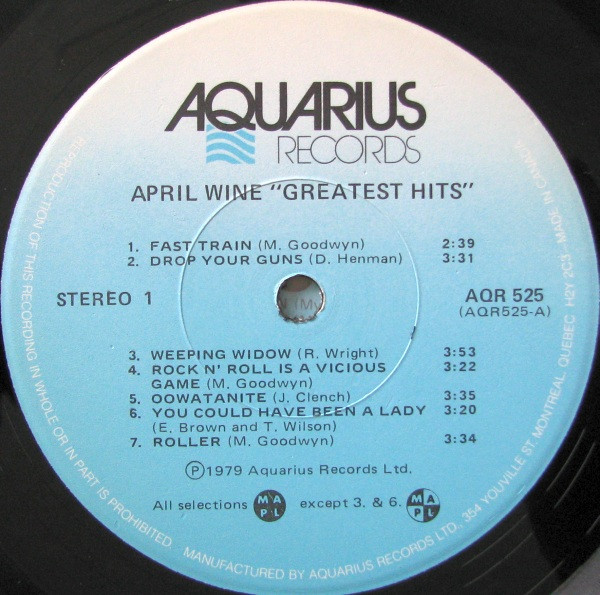 AQUARIUS
RECORDS
APRIL WINE "GREATEST HITS"
1. FAST TRAIN (M. Goodwyn) 2:39
2. DROP YOUR GUNS (D. Henman) 3:31
STEREO 1
AQR 525
(AQR525-A)
3. WEEPING WIDOW (R. Wright) 3:53
4. ROCK N' ROLL IS A VICIOUS
GAME (M. Goodwyn) 3:22
5. OOWATANITE (J. Clench) 3:35
6. YOU COULD HAVE BEEN A LADY 3:20
(E. Brown and T. Wilson)
7. ROLLER (M. Goodwyn) 3:34
Ⓟ1979 Aquarius Records Ltd.
All selections MAPL except 3. & 6. MAPL
REPRODUCTION OF THIS RECORDING IN WHOLE OR IN PART IS PROHIBITED.
MANUFACTURED BY AQUARIUS RECORDS LTD. 354 YOUVILLE ST MONTREAL QUEBEC H2Y 2C3 - MADE IN CANADA